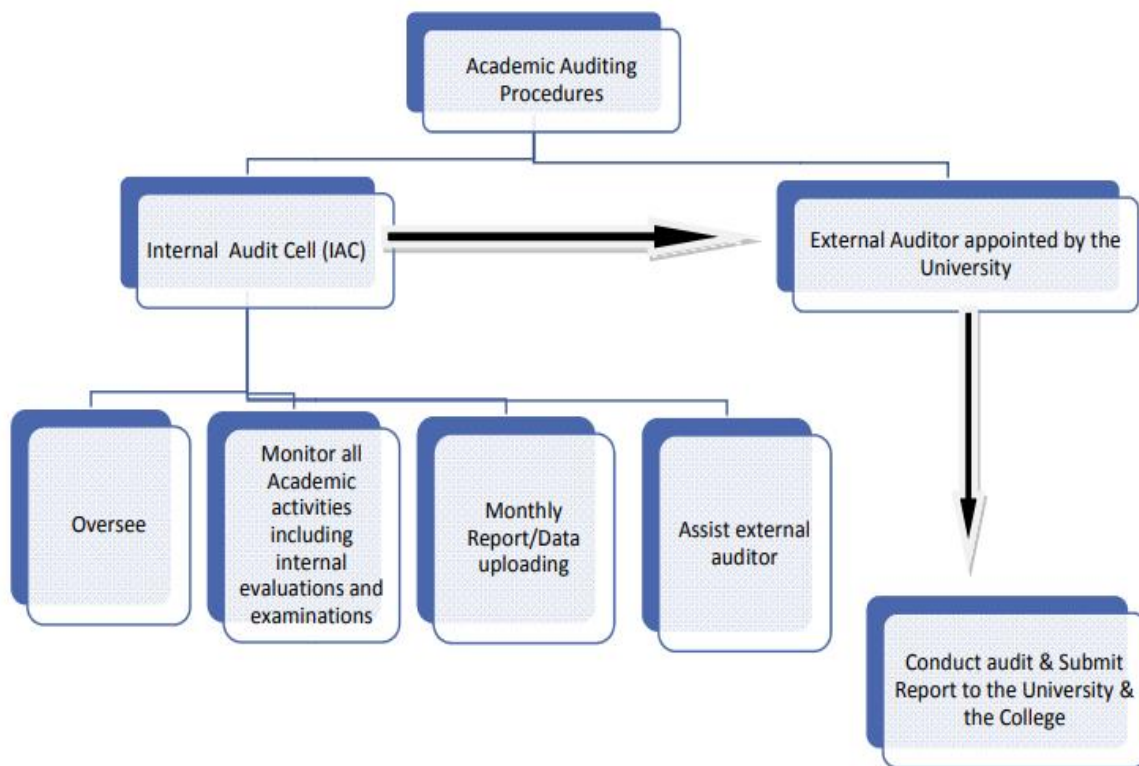 Academic Auditing
Procedures
Internal Audit Cell (IAC)
External Auditor appointed by the
University
Oversee
Monitor all
Academic
activities
including
internal
evaluations and
examinations
Monthly
Report/Data
uploading
Assist external
auditor
Conduct audit & Submit
Report to the University &
the College